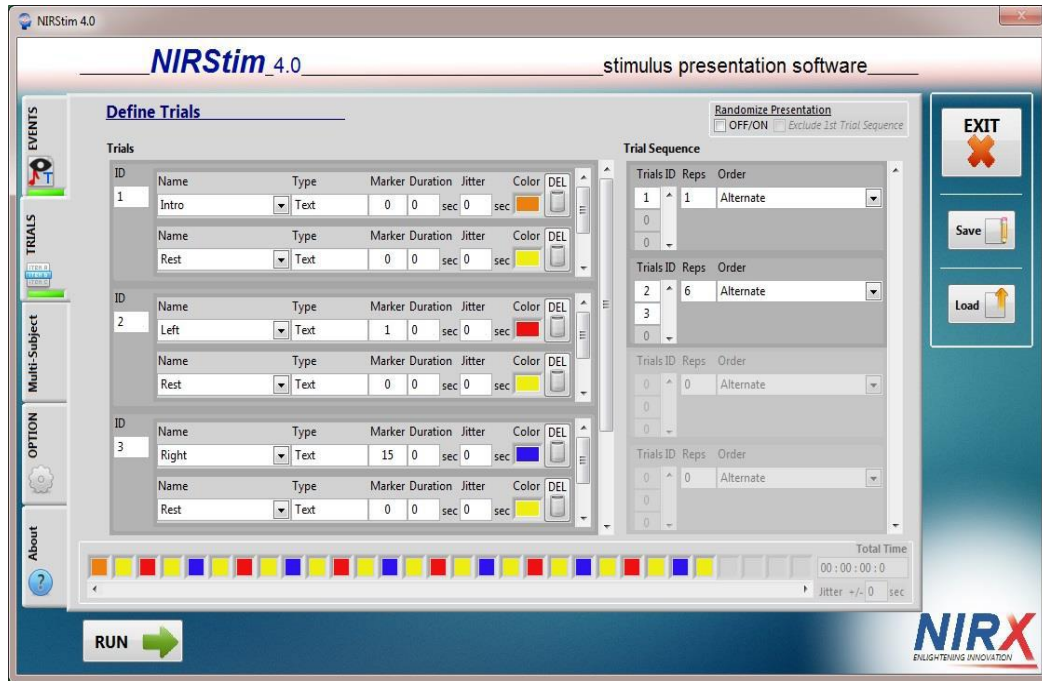 NIRStim 4.0
NIRStim_4.0
stimulus presentation software
EVENTS
TRIALS
Multi-Subject
OPTION
About
Define Trials
Randomize Presentation
OFF/ON Exclude 1st Trial Sequence
Trials
ID
1
Name Type Marker Duration Jitter Color DEL
Intro Text 0 0 sec 0 sec
Name Type Marker Duration Jitter Color DEL
Rest Text 0 0 sec 0 sec
ID
2
Name Type Marker Duration Jitter Color DEL
Left Text 1 0 sec 0 sec
Name Type Marker Duration Jitter Color DEL
Rest Text 0 0 sec 0 sec
ID
3
Name Type Marker Duration Jitter Color DEL
Right Text 15 0 sec 0 sec
Name Type Marker Duration Jitter Color DEL
Rest Text 0 0 sec 0 sec
Trial Sequence
Trials ID Reps Order
1 1 Alternate
0
0
Trials ID Reps Order
2 6 Alternate
3
0
Trials ID Reps Order
0 0 Alternate
0
0
Trials ID Reps Order
0 0 Alternate
0
0
Total Time
00 : 00 : 00 : 0
Jitter +/- 0 sec
EXIT
Save
Load
RUN
NIRX
ENLIGHTENING INNOVATION